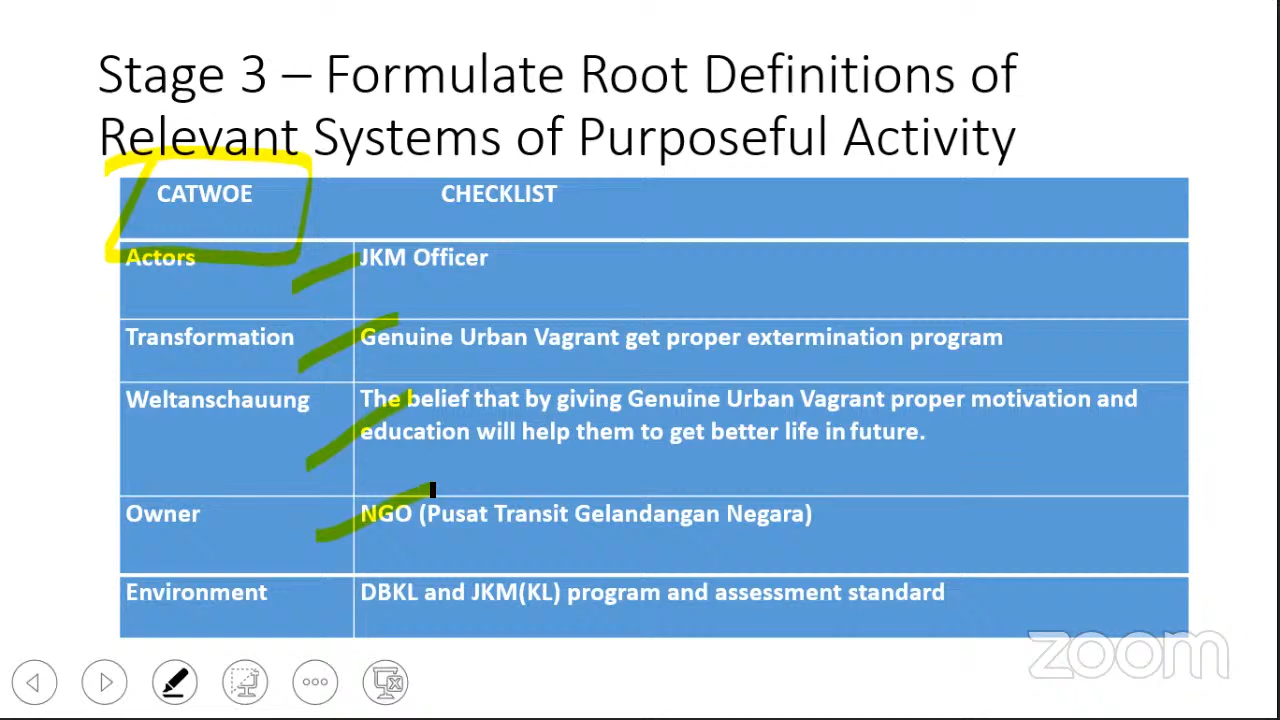 Stage 3 – Formulate Root Definitions of
Relevant Systems of Purposeful Activity
CATWOE CHECKLIST
Actors JKM Officer
Transformation Genuine Urban Vagrant get proper extermination program
Weltanschauung The belief that by giving Genuine Urban Vagrant proper motivation and
education will help them to get better life in future.
Owner NGO (Pusat Transit Gelandangan Negara)
Environment DBKL and JKM(KL) program and assessment standard
zoom